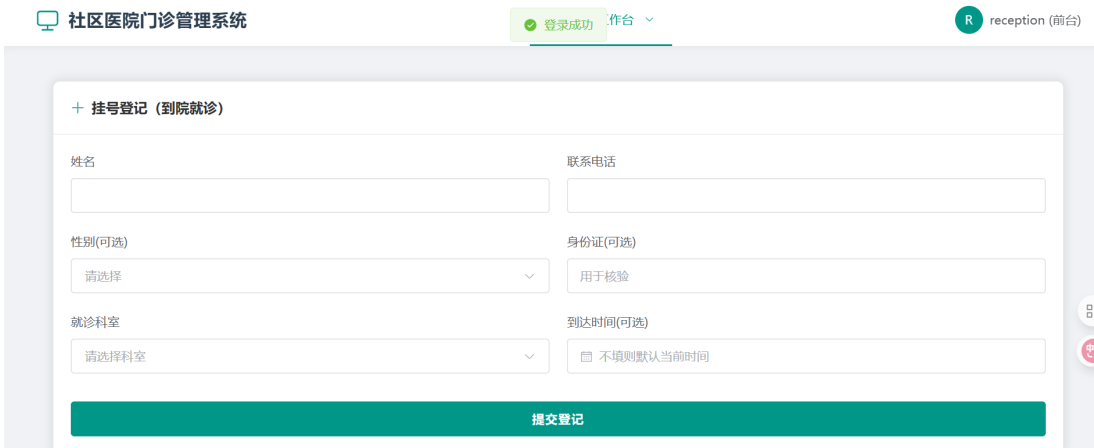 社区医院门诊管理系统
登录成功
作台
R reception (前台)
+ 挂号登记（到院就诊）
姓名 联系电话
性别(可选) 身份证(可选)
请选择 用于核验
就诊科室 到达时间(可选)
请选择科室 不填则默认当前时间
提交登记